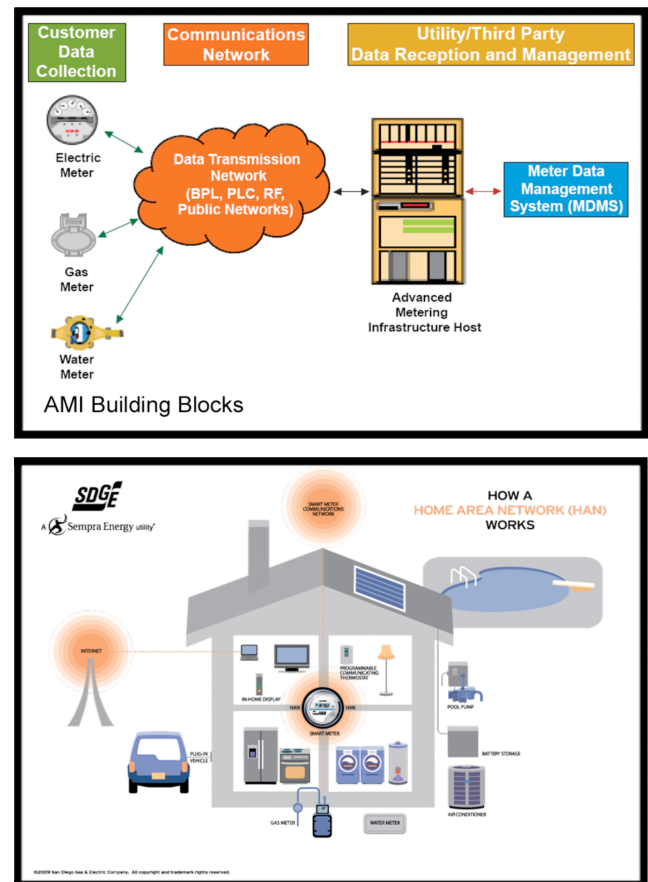 Customer
Data
Collection
Communications
Network
Utility/Third Party
Data Reception and Management
Electric
Meter
Data Transmission
Network
(BPL, PLC, RF,
Public Networks)
Meter Data
Management
System (MDMS)
Gas
Meter
Advanced
Metering
Infrastructure Host
Water
Meter
AMI Building Blocks
SDGE
A Sempra Energy utility
SMART METER
COMMUNICATIONS
NETWORK
HOW A
HOME AREA NETWORK (HAN)
WORKS
INTERNET
PROGRAMMABLE
COMMUNICATING
THERMOSTAT
IN-HOME DISPLAY
HAN
HAN
SMART METER
POOL PUMP
PLUG-IN
VEHICLE
BATTERY STORAGE
GAS METER
WATER METER
AIR CONDITIONER
©2009 San Diego Gas & Electric Company. All copyright and trademark rights reserved.